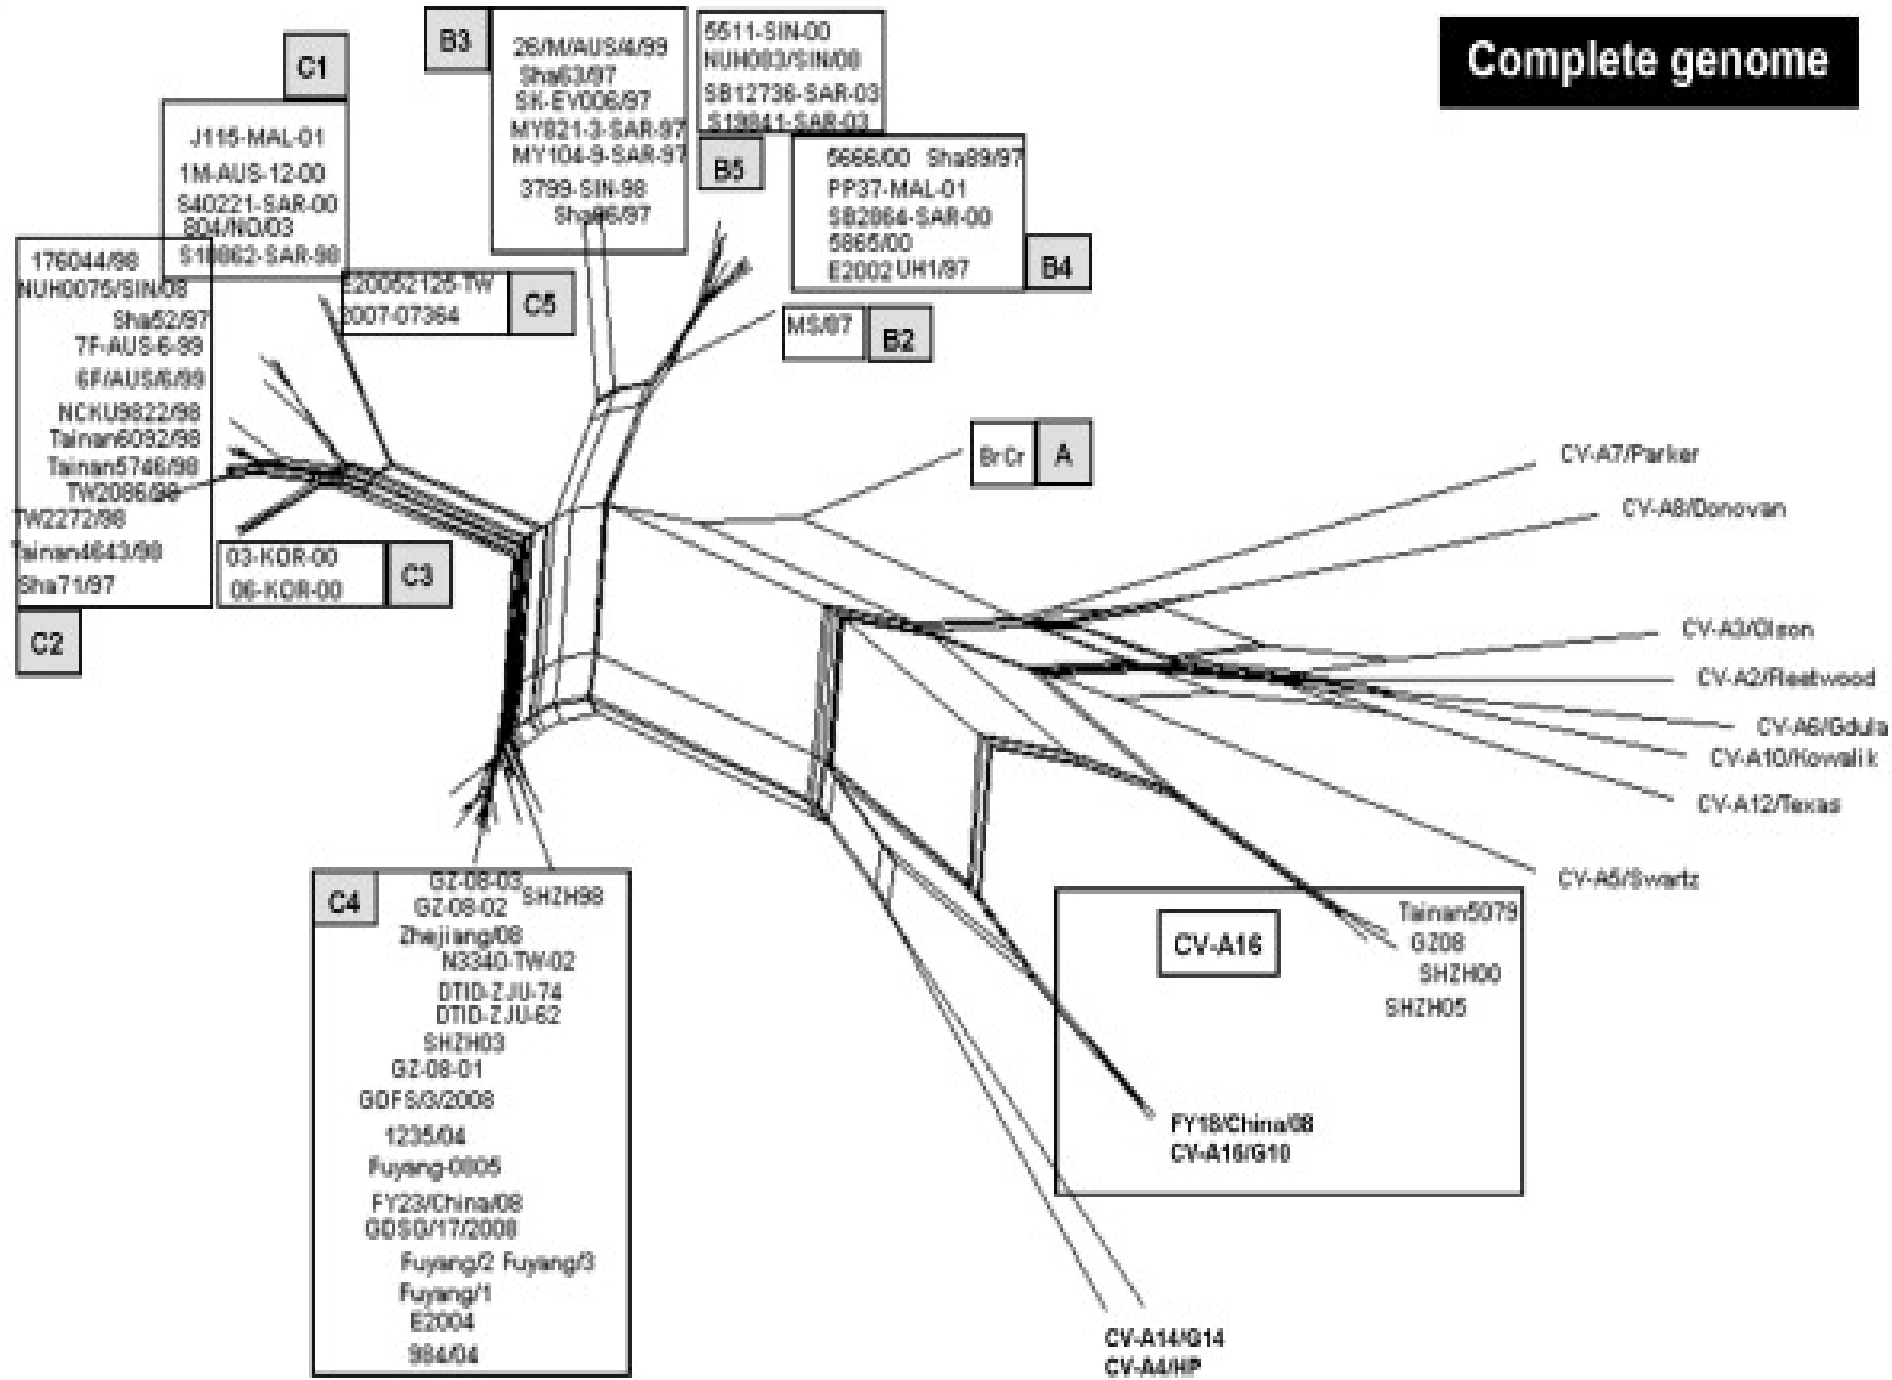 Complete genome
B3
26/M/AUS/4/99
Sha63/97
SK-EV006/97
MY821-3-SAR-97
MY104-9-SAR-97
3799-SIN-98
Sha66/97
5511-SIN-00
NUH083/SIN/08
SB12736-SAR-03
S19841-SAR-03
B5
5666/00 Sha89/97
PP37-MAL-01
SB2864-SAR-00
5865/00
E2002 UH1/97
B4
C1
J115-MAL-01
1M-AUS-12-00
S40221-SAR-00
804/NO/03
S18862-SAR-98
E20052125-TW
2007-07364
C5
MS/87
B2
176044/98
NUH0075/SIN/08
Sha52/97
7F-AUS-6-99
6F/AUS/6/99
NCKU9822/98
Tainan6092/98
Tainan5746/98
TW2086/98
TW2272/98
Tainan4643/98
Sha71/97
C2
03-KOR-00
06-KOR-00
C3
BrCr
A
CV-A7/Parker
CV-A8/Donovan
CV-A3/Olson
CV-A2/Fleetwood
CV-A6/Gdula
CV-A10/Kowalik
CV-A12/Texas
CV-A5/Swartz
C4
GZ-08-03
SHZH98
GZ-08-02
Zhejiang/08
N3340-TW-02
DTID-ZJU-74
DTID-ZJU-62
SHZH03
GZ-08-01
GDFS/3/2008
1235/04
Fuyang-0805
FY23/China/08
GDSG/17/2008
Fuyang/2 Fuyang/3
Fuyang/1
E2004
984/04
CV-A16
Tainan5079
GZ08
SHZH00
SHZH05
FY18/China/08
CV-A16/G10
CV-A14/G14
CV-A4/HP